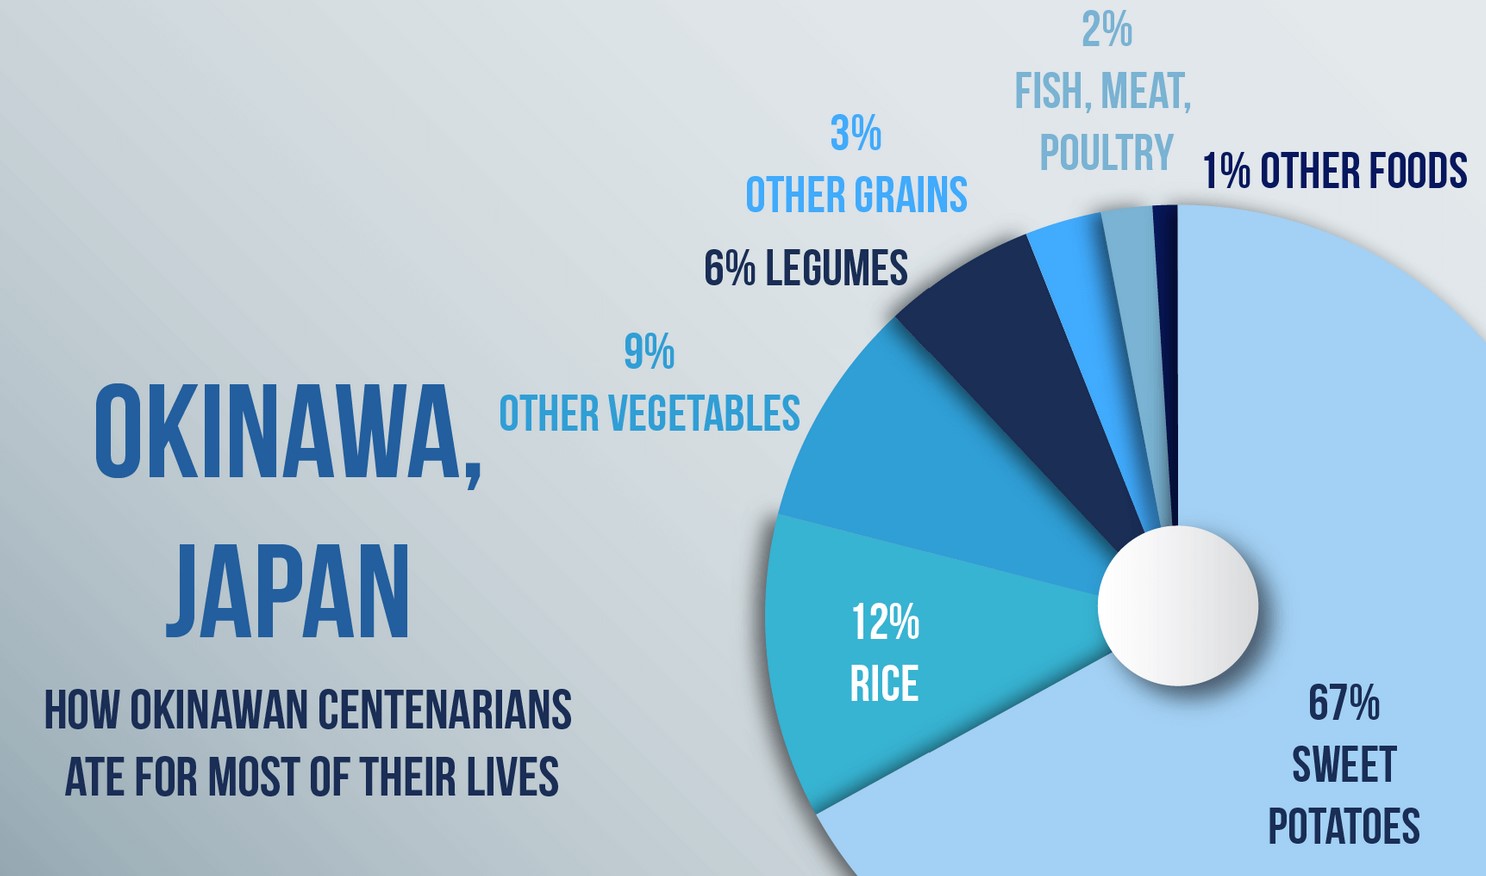 2%
FISH, MEAT,
POULTRY
3%
OTHER GRAINS
1% OTHER FOODS
6% LEGUMES
9%
OTHER VEGETABLES
OKINAWA,
JAPAN
HOW OKINAWAN CENTENARIANS
ATE FOR MOST OF THEIR LIVES
12%
RICE
67%
SWEET
POTATOES